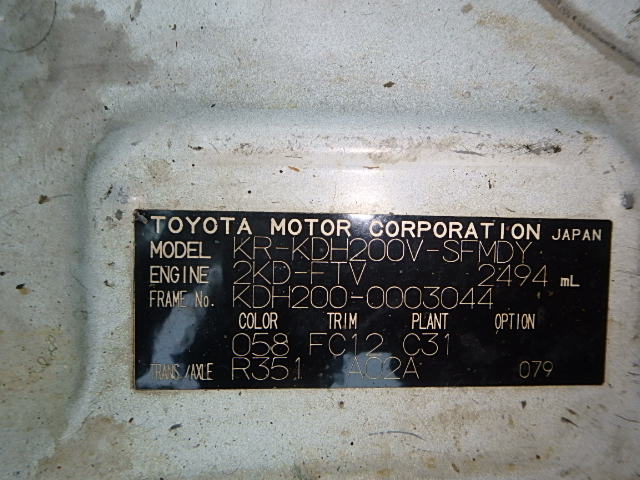 TOYOTA MOTOR CORPORATION JAPAN
MODEL KR-KDH200V-SFMDY
ENGINE 2KD-FTV 2494 mL
FRAME No. KDH200-0003044
COLOR TRIM PLANT OPTION
058 FC12 C31
TRANS/AXLE R351 A02A 079